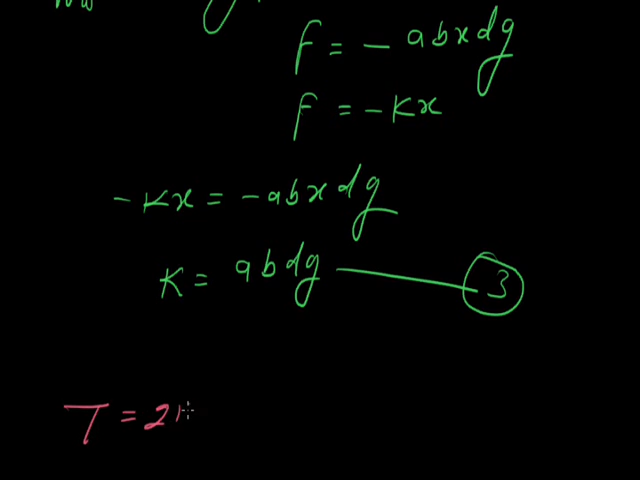 F = - abxdg
F = - Kx
- Kx = - abxdg
K = abdg ③
T = 2